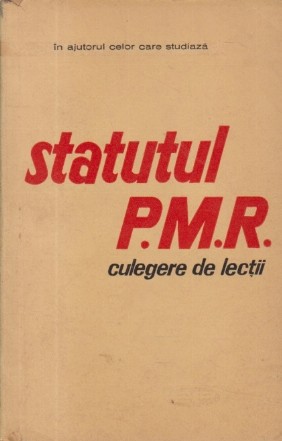 în ajutorul celor care studiază
statutul
P.M.R.
culegere de lecții